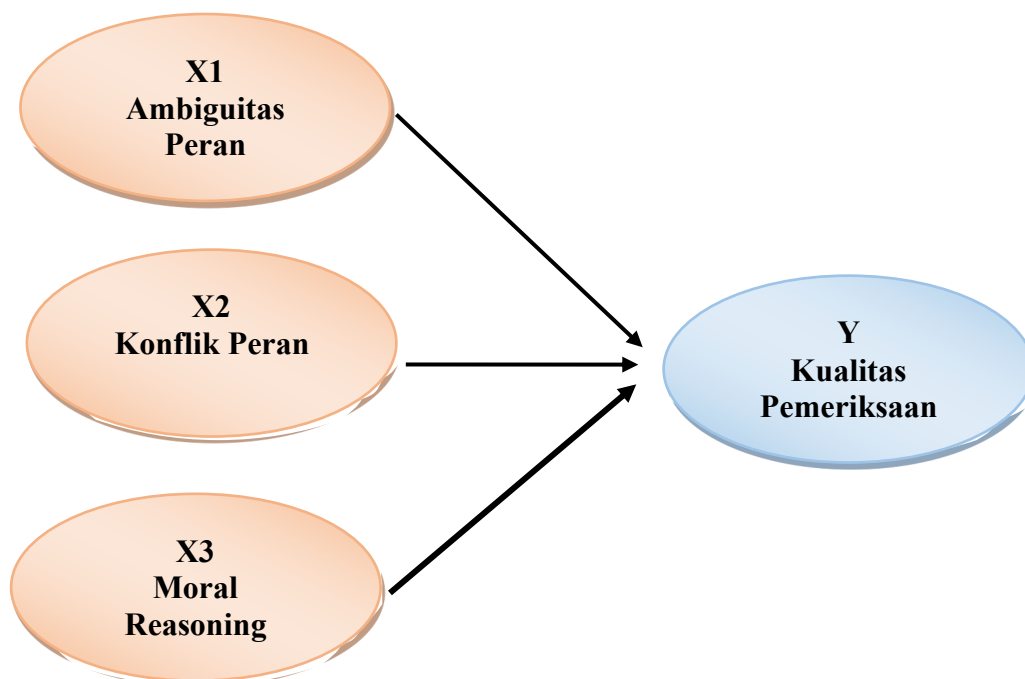 X1
Ambiguitas
Peran
X2
Konflik Peran
X3
Moral
Reasoning
Y
Kualitas
Pemeriksaan